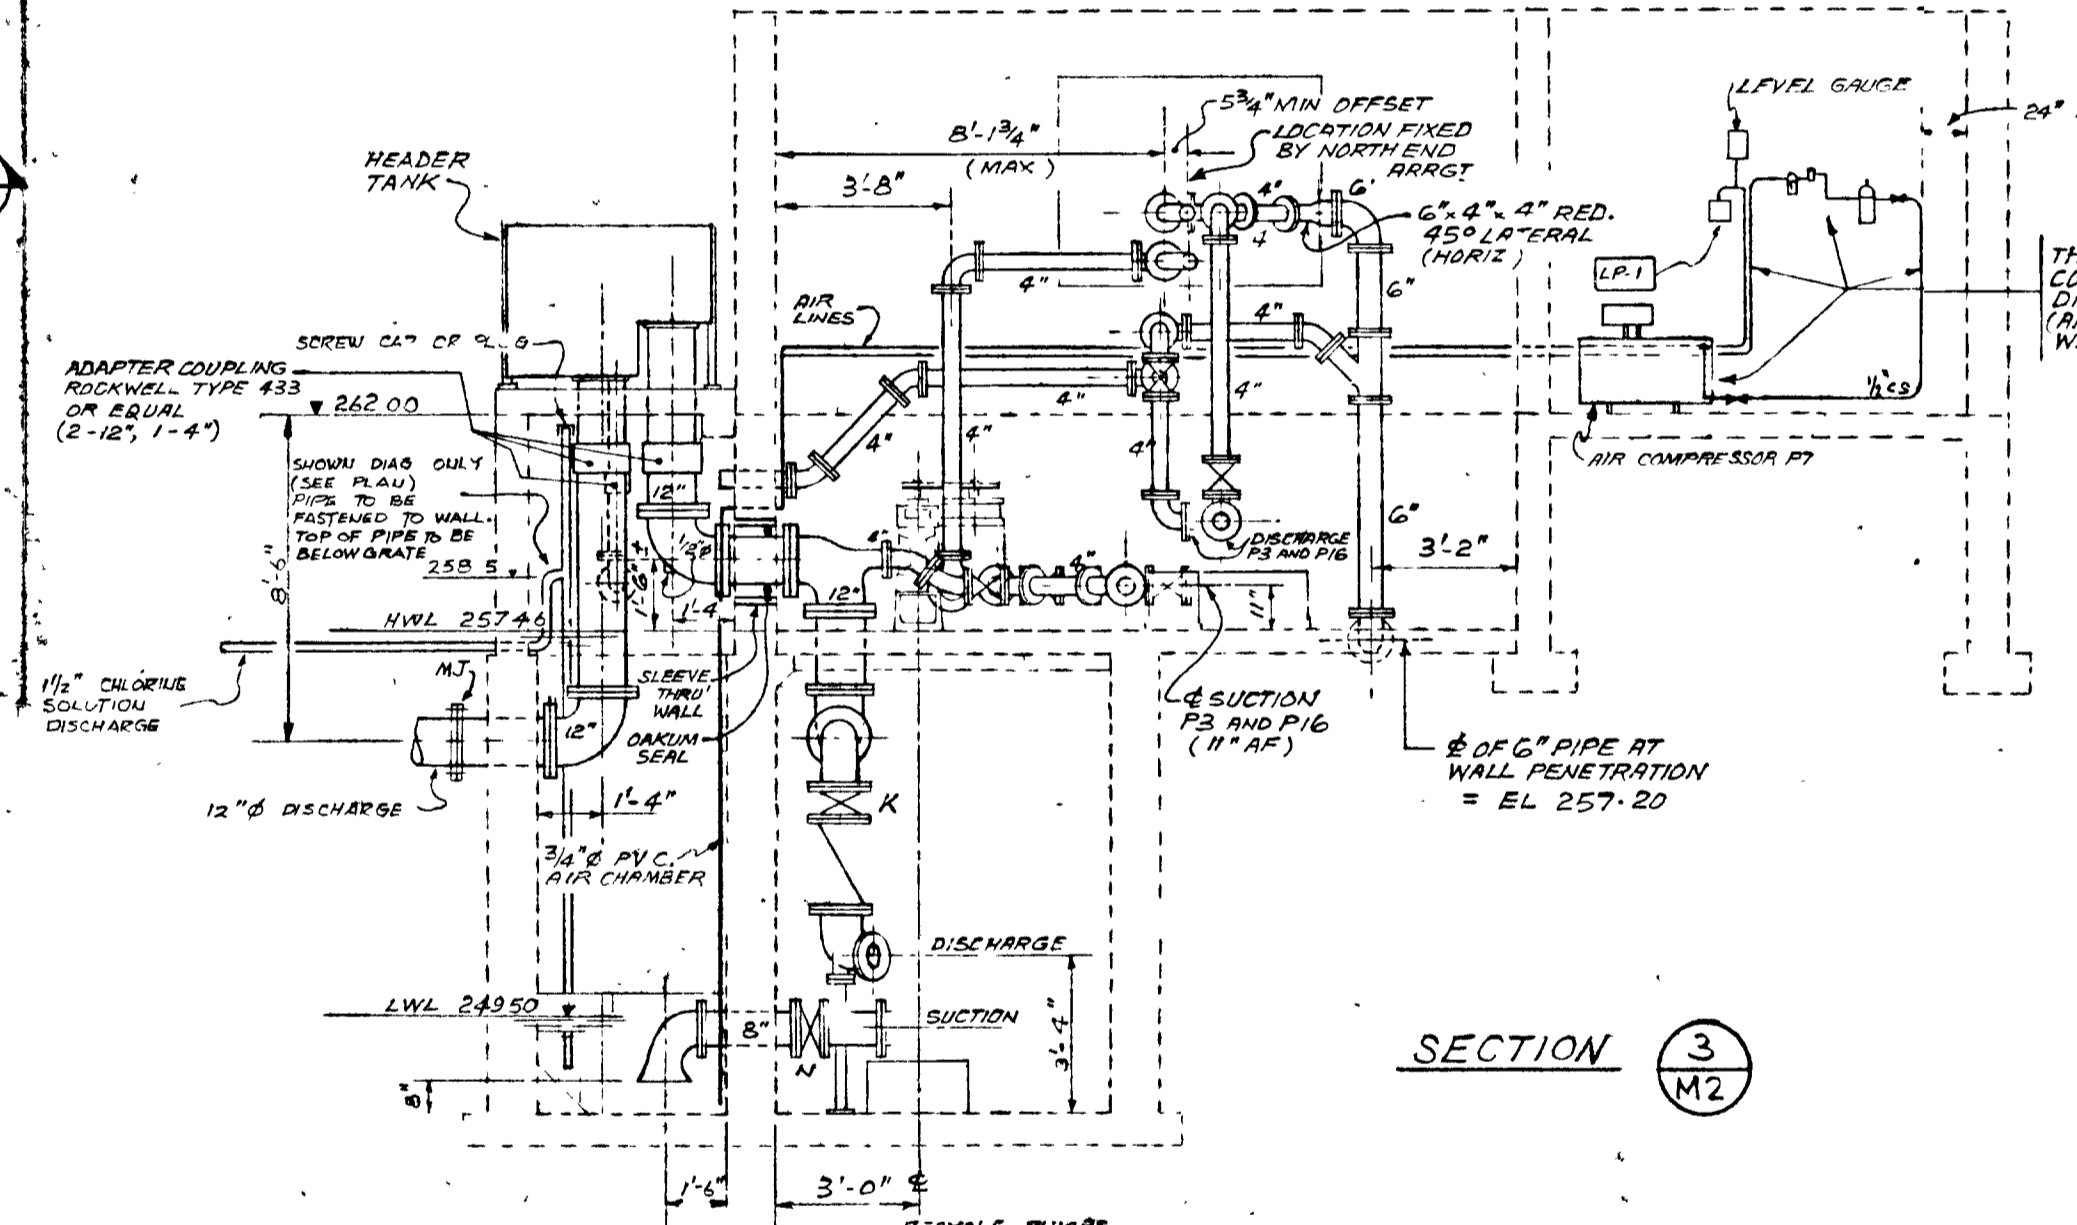 HEADER
TANK
8'-1¾"
(MAX)
3'-8"
5¾" MIN OFFSET
LOCATION FIXED
BY NORTH END
ARRGT
LEVEL GAUGE
24"
4"
6'
4
6"x 4"x 4" RED.
45° LATERAL
(HORIZ)
LP-1
4"
6"
AIR
LINES
4"
SCREW CAP OR PLUG
ADAPTER COUPLING
ROCKWELL TYPE 433
OR EQUAL
(2-12", 1-4")
262 00
4"
4"
4"
4"
4"
½" CS
AIR COMPRESSOR P7
SHOWN DIAG ONLY
(SEE PLAN)
PIPE TO BE
FASTENED TO WALL.
TOP OF PIPE TO BE
BELOW GRATE
258 5
8'-6"
12"
6"
DISCHARGE
P3 AND P16
3'-2"
4"
4"
1'-6"
1'-4
12"
11"
HWL 257 46
MJ
1½" CHLORINE
SOLUTION
DISCHARGE
SLEEVE
THRU'
WALL
OAKUM
SEAL
12"
12"Ø DISCHARGE
1'-4"
K
℄ SUCTION
P3 AND P16
(11" AF)
℄ OF 6" PIPE AT
WALL PENETRATION
= EL 257.20
¾"Ø PVC.
AIR CHAMBER
DISCHARGE
LWL 249 50
8"
N
SUCTION
3'-4"
8"
SECTION
3
M2
1'-6"
3'-0" ℄